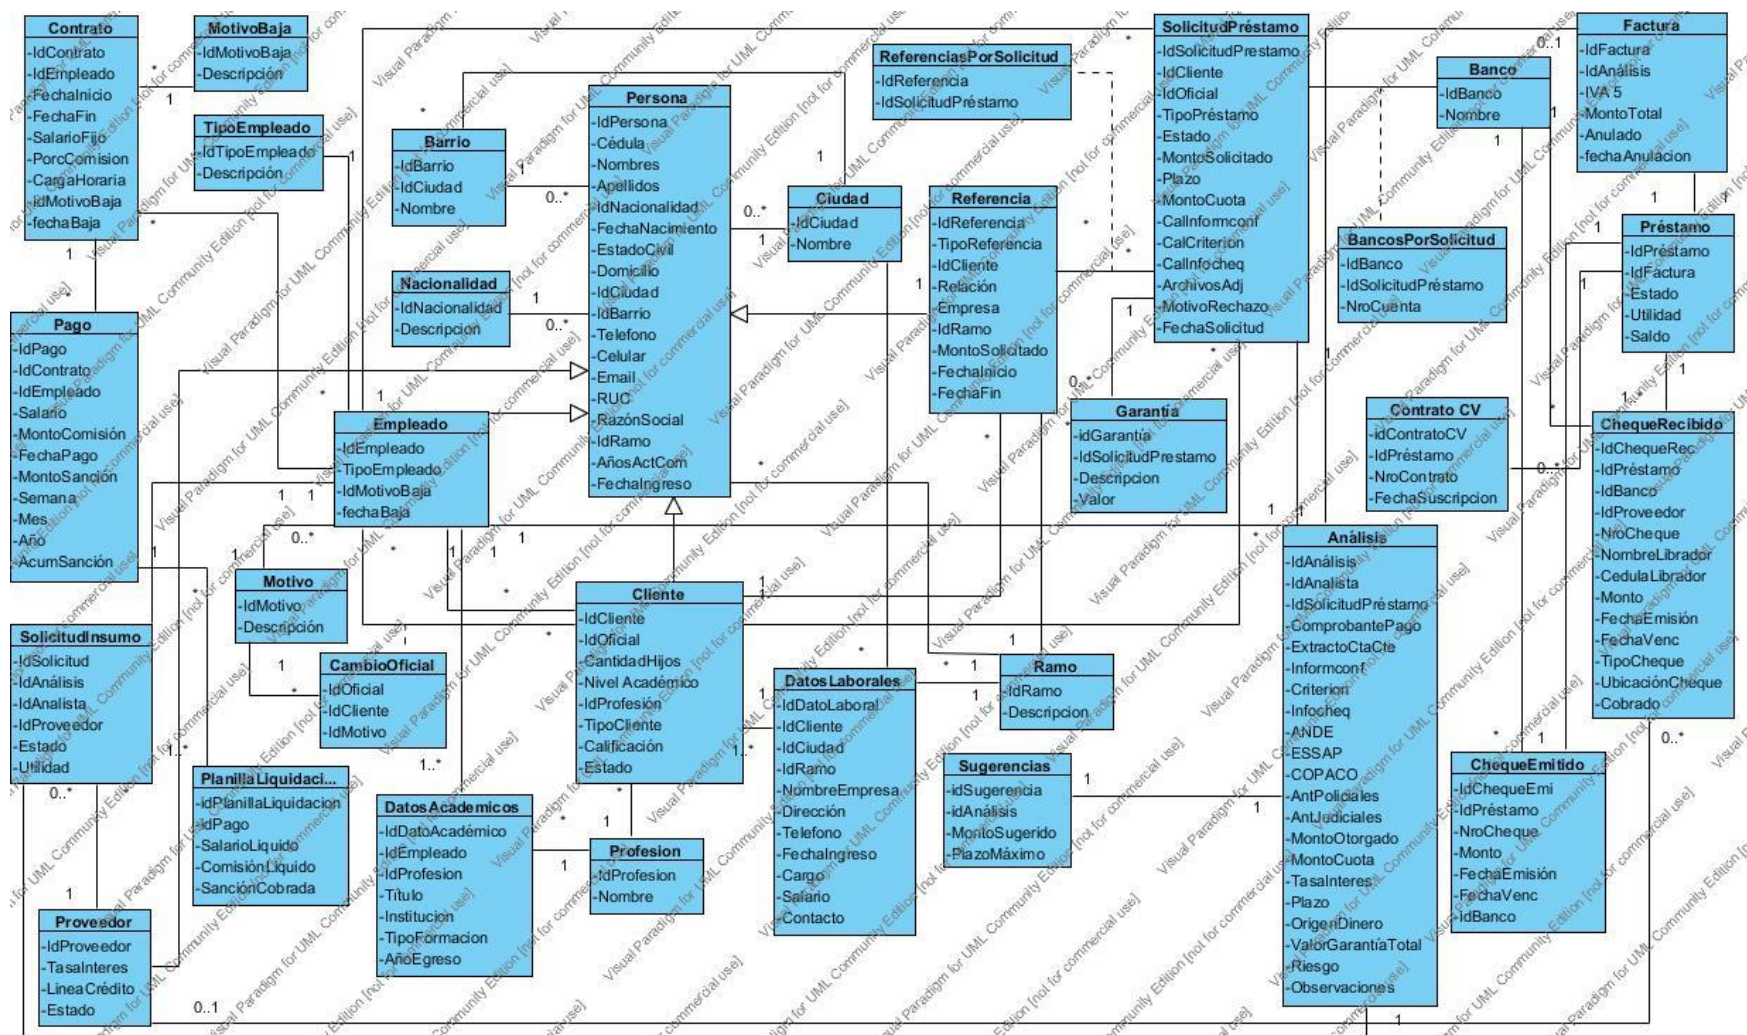 Contrato
-IdContrato
-IdEmpleado
-FechaInicio
-FechaFin
-SalarioFijo
-PorcComision
-CargaHoraria
-idMotivoBaja
-fechaBaja
MotivoBaja
-IdMotivoBaja
-Descripción
TipoEmpleado
-IdTipoEmpleado
-Descripción
Pago
-IdPago
-IdContrato
-IdEmpleado
-Salario
-MontoComisión
-FechaPago
-MontoSanción
-Semana
-Mes
-Año
-AcumSanción
Barrio
-IdBarrio
-IdCiudad
-Nombre
Nacionalidad
-IdNacionalidad
-Descripcion
Persona
-IdPersona
-Cédula
-Nombres
-Apellidos
-IdNacionalidad
-FechaNacimiento
-EstadoCivil
-Domicilio
-IdCiudad
-IdBarrio
-Telefono
-Celular
-Email
-RUC
-RazónSocial
-IdRamo
-AñosActCom
-FechaIngreso
Ciudad
-IdCiudad
-Nombre
ReferenciasPorSolicitud
-IdReferencia
-IdSolicitudPréstamo
Referencia
-IdReferencia
-TipoReferencia
-IdCliente
-Relación
-Empresa
-IdRamo
-MontoSolicitado
-FechaInicio
-FechaFin
SolicitudPréstamo
-IdSolicitudPrestamo
-IdCliente
-IdOficial
-TipoPréstamo
-Estado
-MontoSolicitado
-Plazo
-MontoCuota
-CalInformconf
-CalCriterion
-CalInfocheq
-ArchivosAdj
-MotivoRechazo
-FechaSolicitud
Banco
-IdBanco
-Nombre
Factura
-IdFactura
-IdAnálisis
-IVA 5
-MontoTotal
-Anulado
-fechaAnulacion
BancosPorSolicitud
-IdBanco
-IdSolicitudPréstamo
-NroCuenta
Préstamo
-IdPréstamo
-IdFactura
-Estado
-Utilidad
-Saldo
Garantía
-idGarantía
-IdSolicitudPrestamo
-Descripcion
-Valor
Contrato CV
-idContratoCV
-IdPréstamo
-NroContrato
-FechaSuscripcion
ChequeRecibido
-IdChequeRec
-IdPréstamo
-IdBanco
-IdProveedor
-NroCheque
-NombreLibrador
-CedulaLibrador
-Monto
-FechaEmisión
-FechaVenc
-TipoCheque
-UbicaciónCheque
-Cobrado
Empleado
-IdEmpleado
-TipoEmpleado
-IdMotivoBaja
-fechaBaja
Motivo
-IdMotivo
-Descripción
CambioOficial
-IdOficial
-IdCliente
-IdMotivo
Cliente
-IdCliente
-IdOficial
-CantidadHijos
-Nivel Académico
-IdProfesión
-TipoCliente
-Calificación
-Estado
SolicitudInsumo
-IdSolicitud
-IdAnálisis
-IdAnalista
-IdProveedor
-Estado
-Utilidad
PlanillaLiquidaci...
-idPlanillaLiquidacion
-idPago
-SalarioLiquido
-ComisiónLiquido
-SanciónCobrada
DatosAcademicos
-IdDatoAcadémico
-IdEmpleado
-IdProfesion
-Título
-Institucion
-TipoFormacion
-AñoEgreso
Profesion
-IdProfesion
-Nombre
DatosLaborales
-IdDatoLaboral
-IdCliente
-IdCiudad
-IdRamo
-NombreEmpresa
-Dirección
-Telefono
-FechaIngreso
-Cargo
-Salario
-Contacto
Ramo
-IdRamo
-Descripcion
Sugerencias
-idSugerencia
-idAnálisis
-MontoSugerido
-PlazoMáximo
Análisis
-IdAnálisis
-IdAnalista
-IdSolicitudPréstamo
-ComprobantePago
-ExtractoCtaCte
-Informconf
-Criterion
-Infocheq
-ANDE
-ESSAP
-COPACO
-AntPoliciales
-AntJudiciales
-MontoOtorgado
-MontoCuota
-TasaInteres
-Plazo
-OrigenDinero
-ValorGarantíaTotal
-Riesgo
-Observaciones
ChequeEmitido
-IdChequeEmi
-IdPréstamo
-NroCheque
-Monto
-FechaEmisión
-FechaVenc
-IdBanco
Proveedor
-IdProveedor
-TasaInteres
-LineaCrédito
-Estado
0..1
Visual Paradigm for UML Community Edition [not for commercial use]